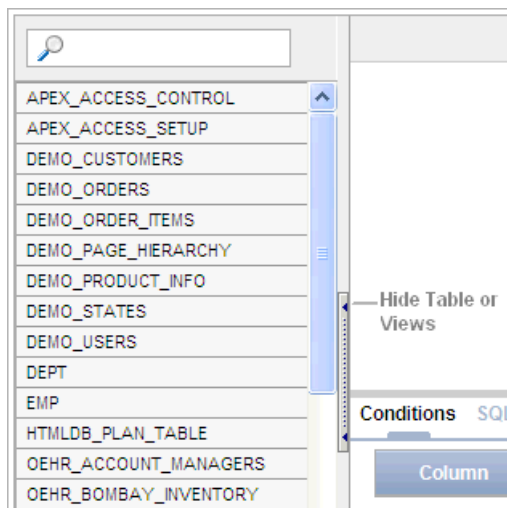 APEX_ACCESS_CONTROL
APEX_ACCESS_SETUP
DEMO_CUSTOMERS
DEMO_ORDERS
DEMO_ORDER_ITEMS
DEMO_PAGE_HIERARCHY
DEMO_PRODUCT_INFO
DEMO_STATES
DEMO_USERS
DEPT
EMP
HTMLDB_PLAN_TABLE
OEHR_ACCOUNT_MANAGERS
OEHR_BOMBAY_INVENTORY
Hide Table or
Views
Conditions SQL
Column